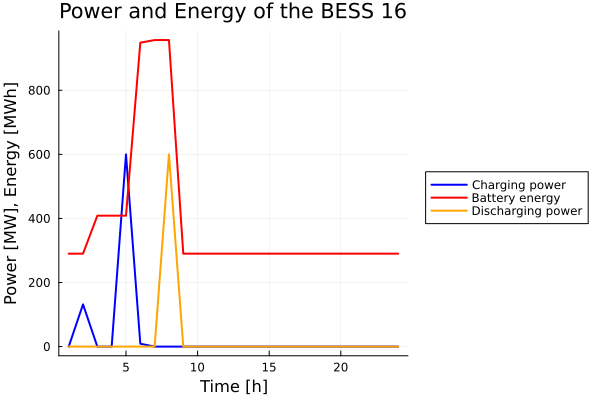 Power and Energy of the BESS 16
Power [MW], Energy [MWh]
800
600
400
200
0
5
10
15
20
Time [h]
Charging power
Battery energy
Discharging power